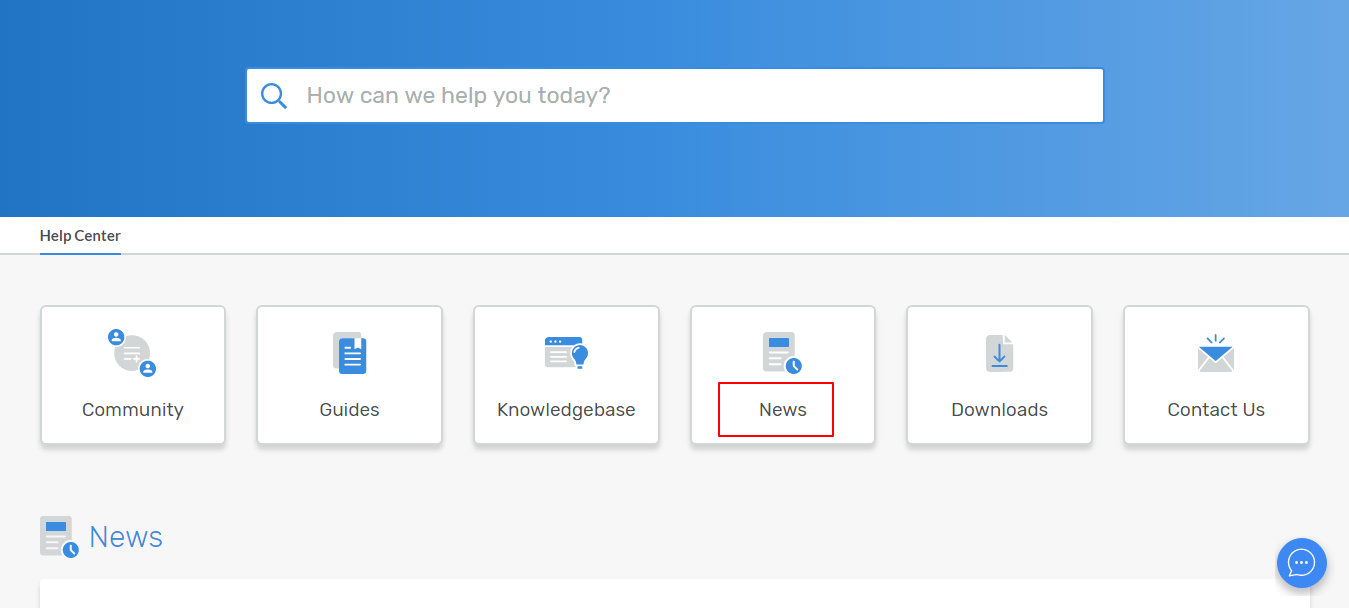 How can we help you today?
Help Center
Community
Guides
Knowledgebase
News
Downloads
Contact Us
News